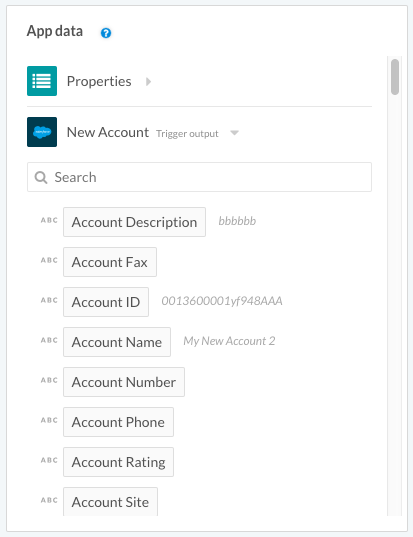 App data ?
Properties
New Account Trigger output
Search
ABC Account Description bbbbbb
ABC Account Fax
ABC Account ID 0013600001yf948AAA
ABC Account Name My New Account 2
ABC Account Number
ABC Account Phone
ABC Account Rating
ABC Account Site